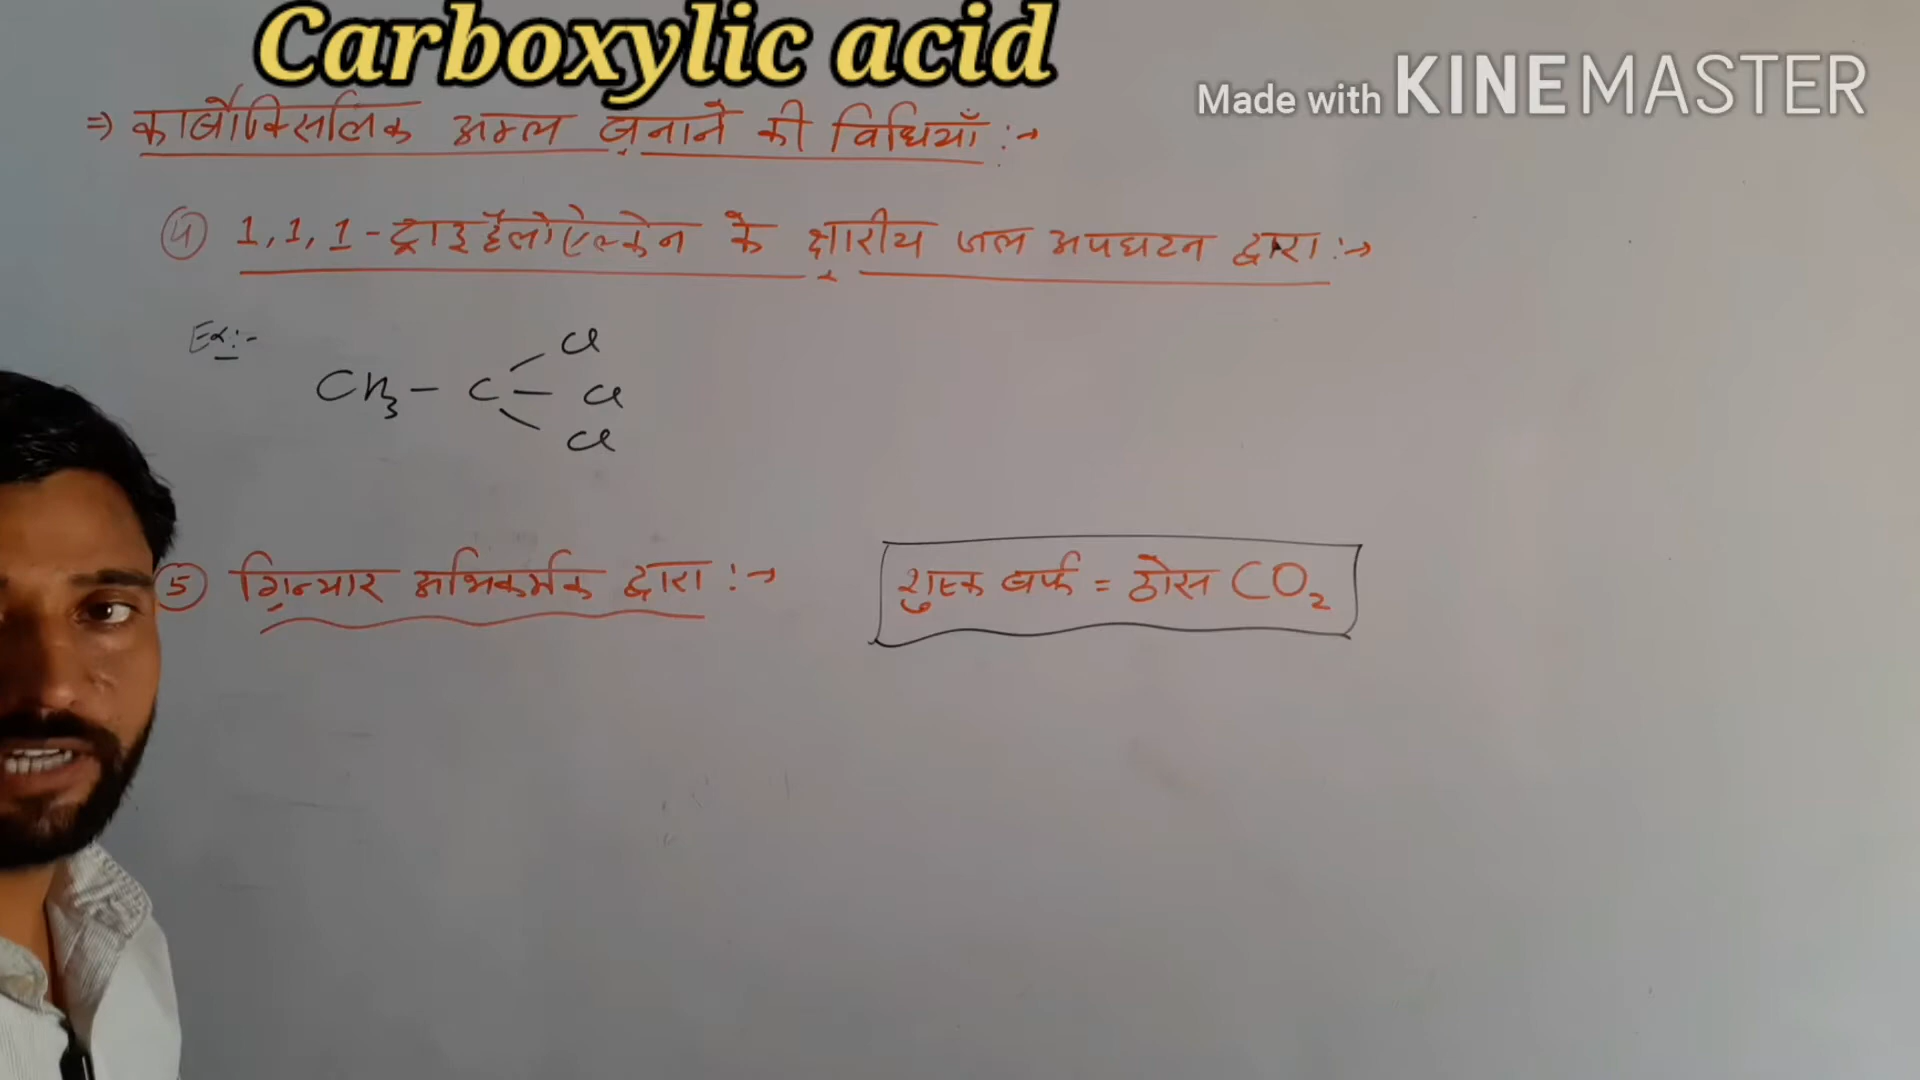 Carboxylic acid
Made with KINEMASTER
⇒ कार्बोक्सिलिक अम्ल बनाने की विधियाँ :→
④ 1,1,1-ट्राइहैलोऐल्केन के क्षारीय जल अपघटन द्वारा :→
Ex:-
CH3 - C - Cl
Cl
Cl
⑤ ग्रिन्यार अभिकर्मक द्वारा :→
शुष्क बर्फ = ठोस CO2